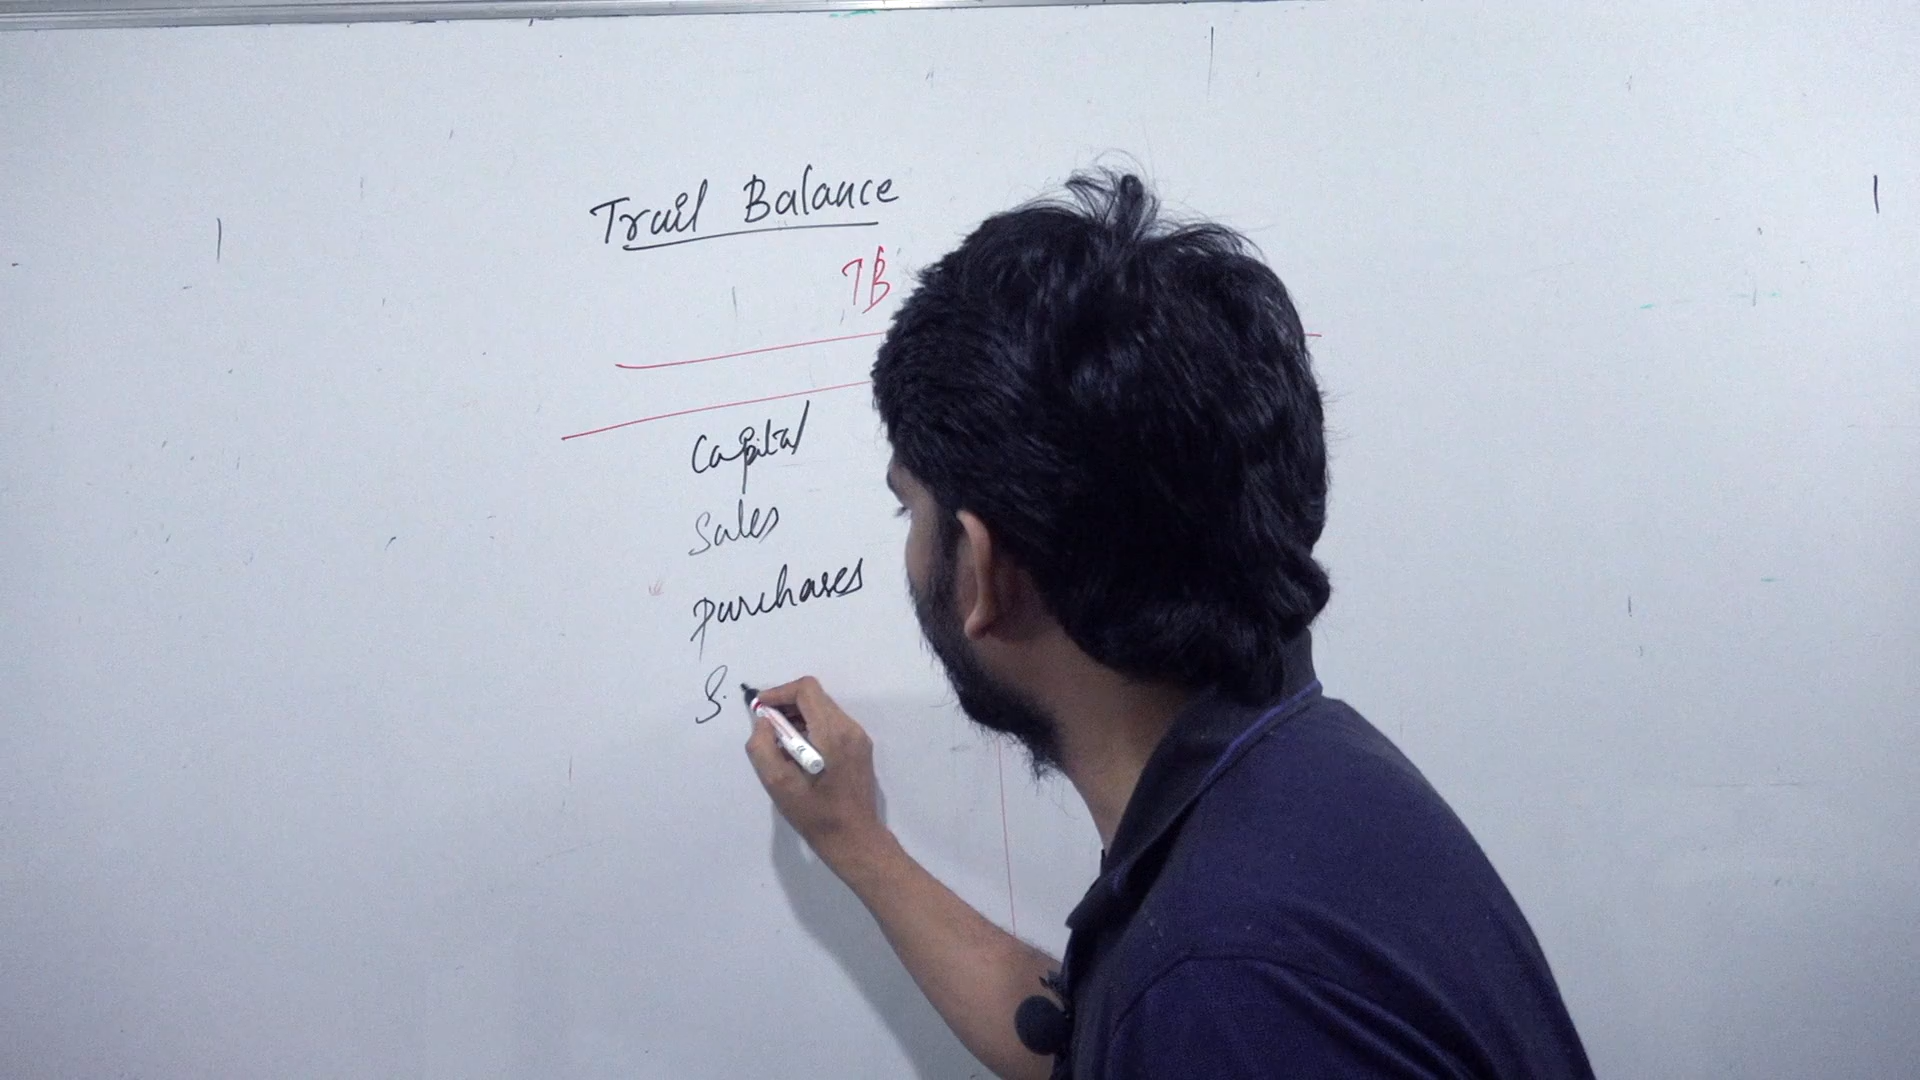 Trail Balance
TB
Capital
Sales
Purchases
S.